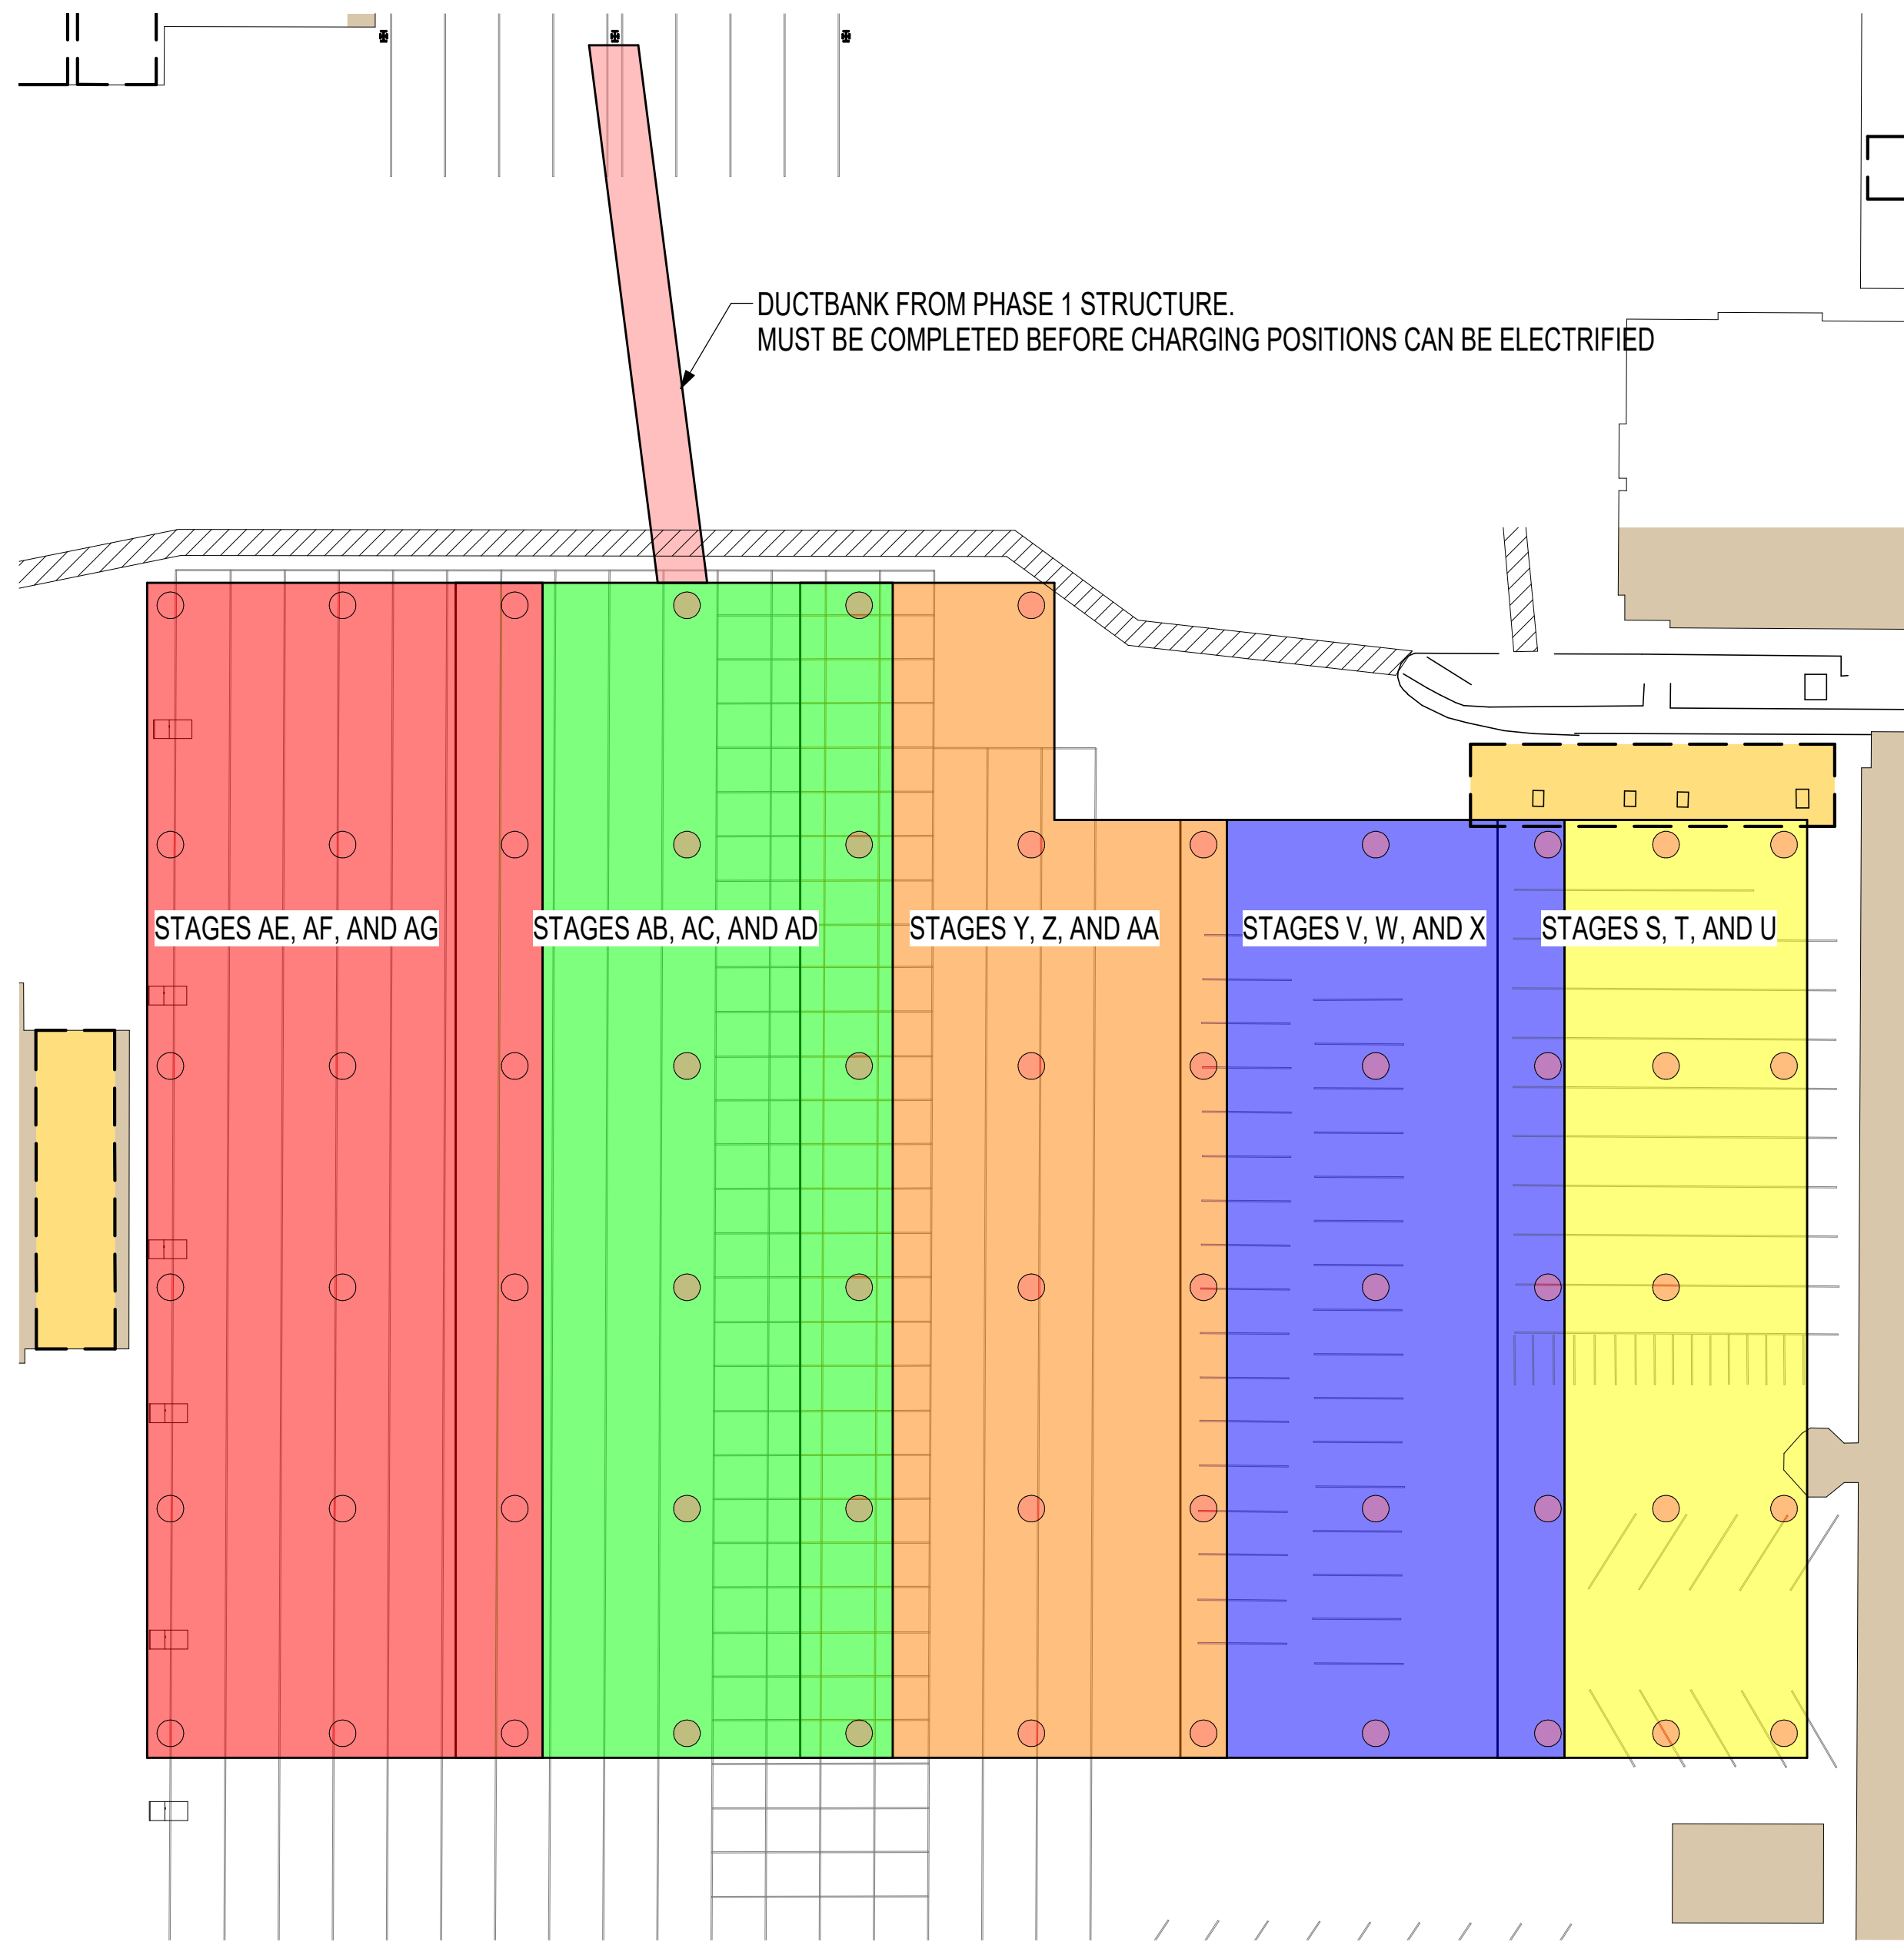 DUCTBANK FROM PHASE 1 STRUCTURE.
MUST BE COMPLETED BEFORE CHARGING POSITIONS CAN BE ELECTRIFIED
STAGES AE, AF, AND AG
STAGES AB, AC, AND AD
STAGES Y, Z, AND AA
STAGES V, W, AND X
STAGES S, T, AND U